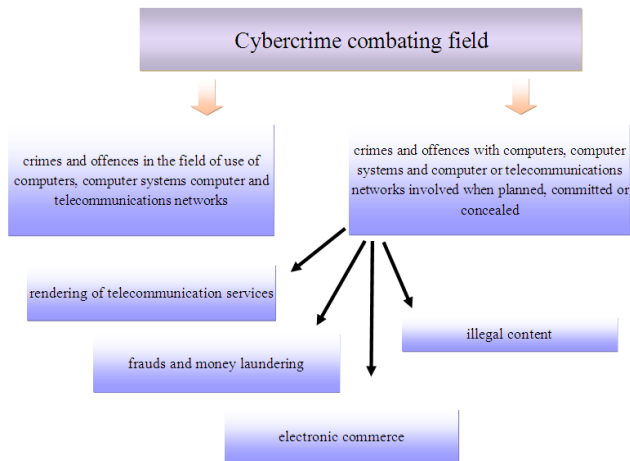 Cybercrime combating field
crimes and offences in the field of use of
computers, computer systems computer and
telecommunications networks
crimes and offences with computers, computer
systems and computer or telecommunications
networks involved when planned, committed or
concealed
rendering of telecommunication services
illegal content
frauds and money laundering
electronic commerce